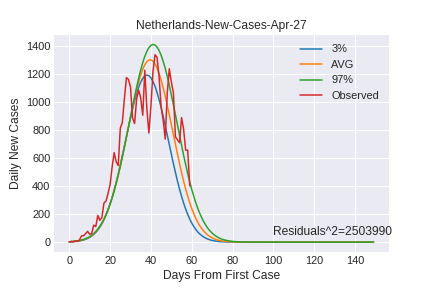 Netherlands-New-Cases-Apr-27
1400
1200
1000
800
600
400
200
0
Daily New Cases
3%
AVG
97%
Observed
Residuals^2=2503990
0 20 40 60 80 100 120 140
Days From First Case